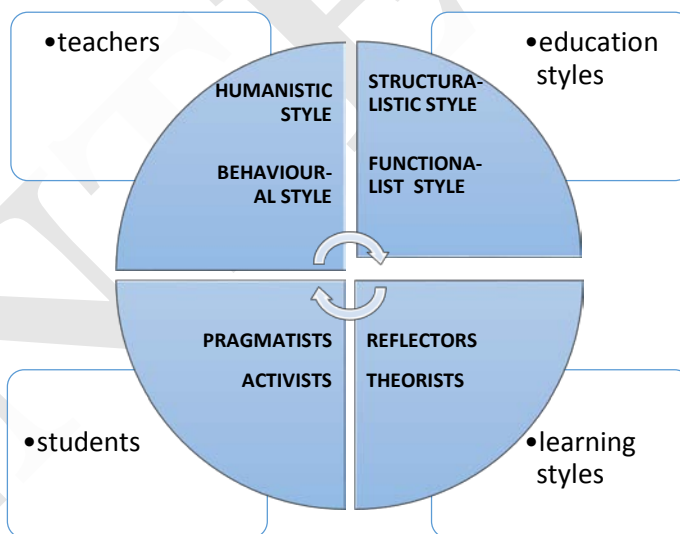 •teachers
•education
styles
HUMANISTIC
STYLE
BEHAVIOUR-
AL STYLE
STRUCTURA-
LISTIC STYLE
FUNCTIONA-
LIST STYLE
PRAGMATISTS
ACTIVISTS
REFLECTORS
THEORISTS
•students
•learning
styles